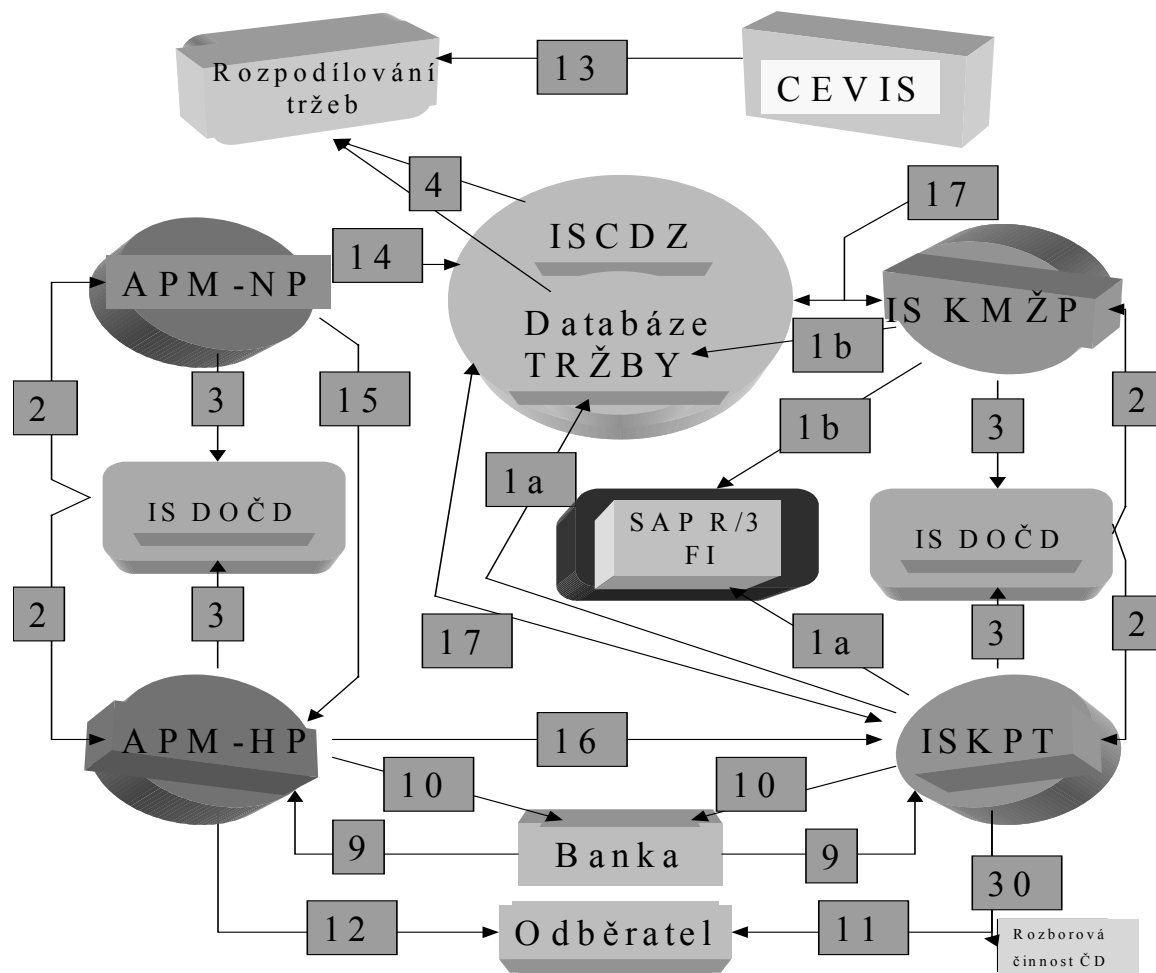 Rozpodílování
tržeb
13
CEVIS
4
17
ISCDZ
14
APM-NP
IS KMŽP
Databáze
TRŽBY
1b
2
3
15
1b
3
2
1a
IS DOČD
SAP R/3
FI
IS DOČD
2
3
17
1a
3
2
APM-HP
16
ISKPT
10
10
9
Banka
9
30
12
Odběratel
11
Rozborová
činnost ČD